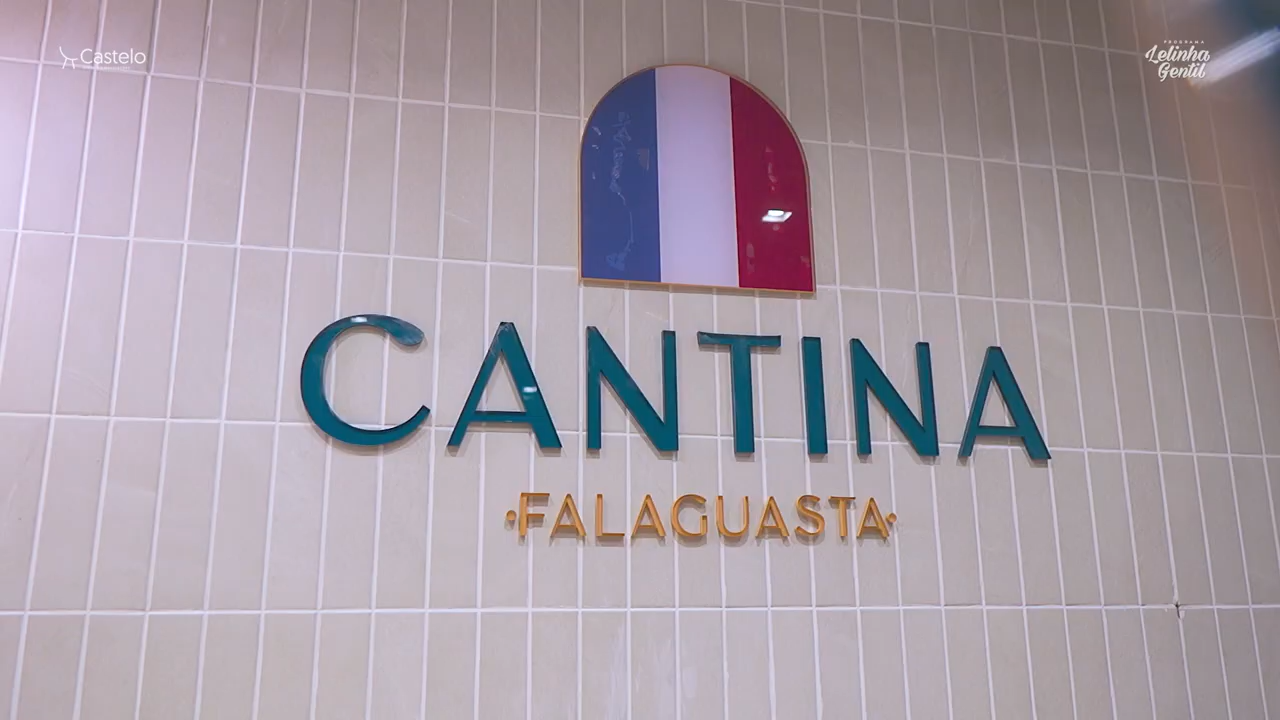 Castelo
PROGRAMA
Lelinha
Gentil
CANTINA
•FALAGUASTA•